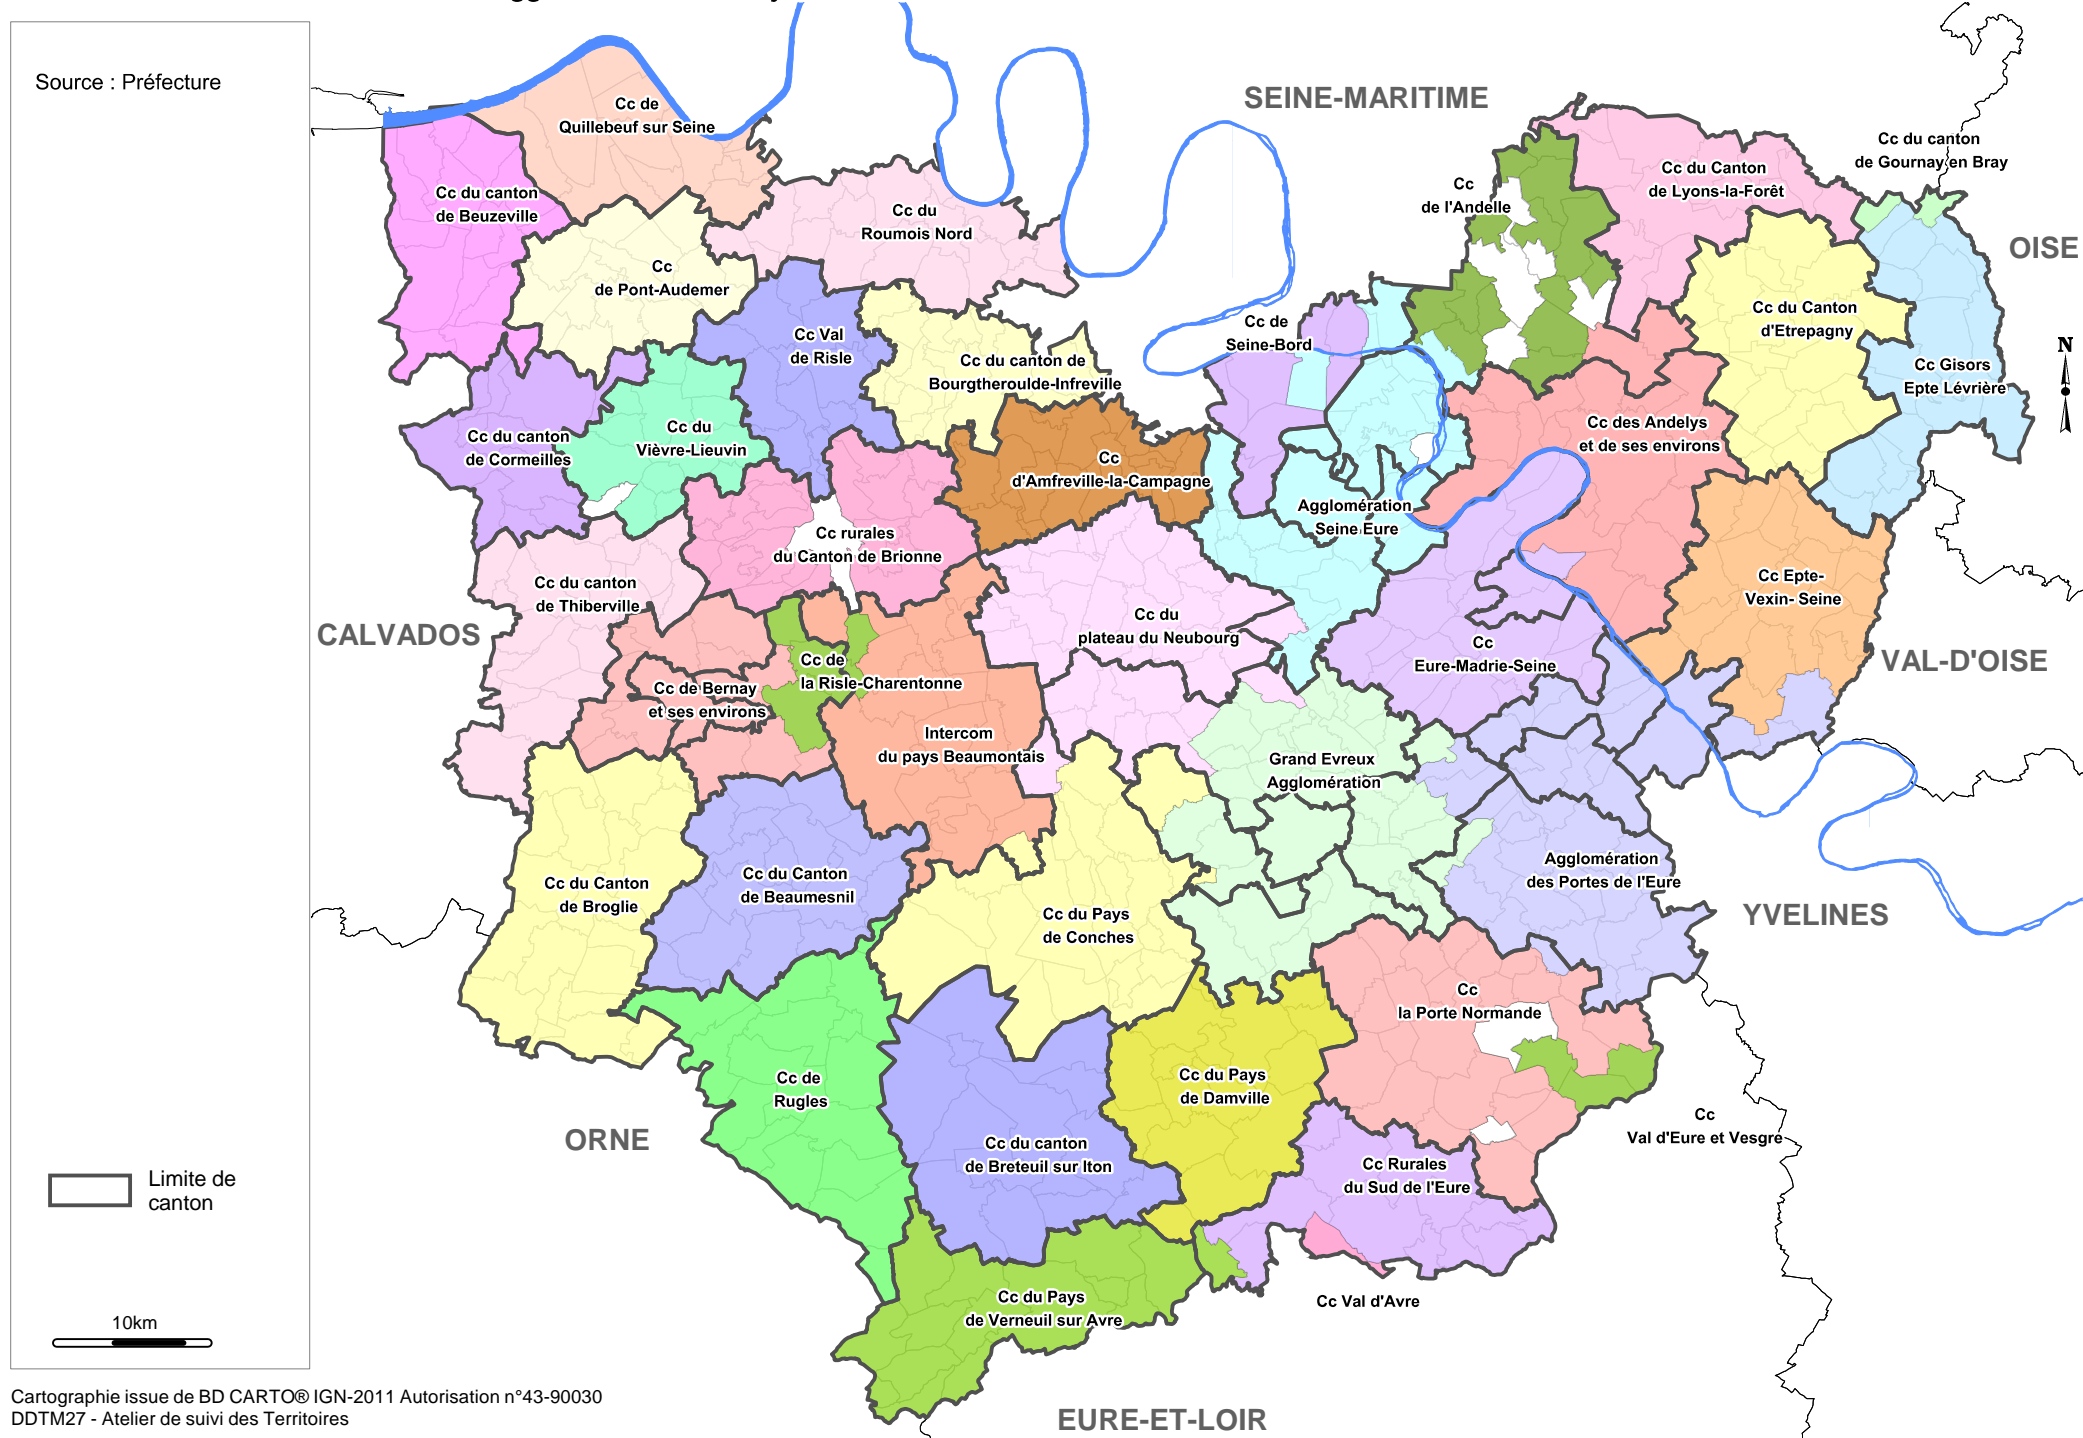 Source : Préfecture
Cc de
Quillebeuf sur Seine
SEINE-MARITIME
Cc du canton
de Gournay en Bray
Cc du Canton
de Lyons-la-Forêt
Cc
de l'Andelle
Cc du canton
de Beuzeville
Cc du
Roumois Nord
OISE
Cc
de Pont-Audemer
Cc du Canton
d'Etrepagny
Cc de
Seine-Bord
Cc Val
de Risle
N
Cc du canton de
Bourgtheroulde-Infreville
Cc Gisors
Epte Lévrière
Cc du canton
de Cormeilles
Cc du
Vièvre-Lieuvin
Cc des Andelys
et de ses environs
Cc
d'Amfreville-la-Campagne
Agglomération
Seine Eure
Cc rurales
du Canton de Brionne
Cc du canton
de Thiberville
Cc Epte-
Vexin- Seine
CALVADOS
Cc du
plateau du Neubourg
Cc
Eure-Madrie-Seine
VAL-D'OISE
Cc de
la Risle-Charentonne
Cc de Bernay
et ses environs
Intercom
du pays Beaumontais
Grand Evreux
Agglomération
Cc du Canton
de Broglie
Cc du Canton
de Beaumesnil
Agglomération
des Portes de l'Eure
YVELINES
Cc du Pays
de Conches
Cc
la Porte Normande
Cc de
Rugles
Cc du Pays
de Damville
ORNE
Cc
Val d'Eure et Vesgre
Cc du canton
de Breteuil sur Iton
Cc Rurales
du Sud de l'Eure
Limite de
canton
Cc du Pays
de Verneuil sur Avre
Cc Val d'Avre
10km
Cartographie issue de BD CARTO® IGN-2011 Autorisation n°43-90030
DDTM27 - Atelier de suivi des Territoires
EURE-ET-LOIR